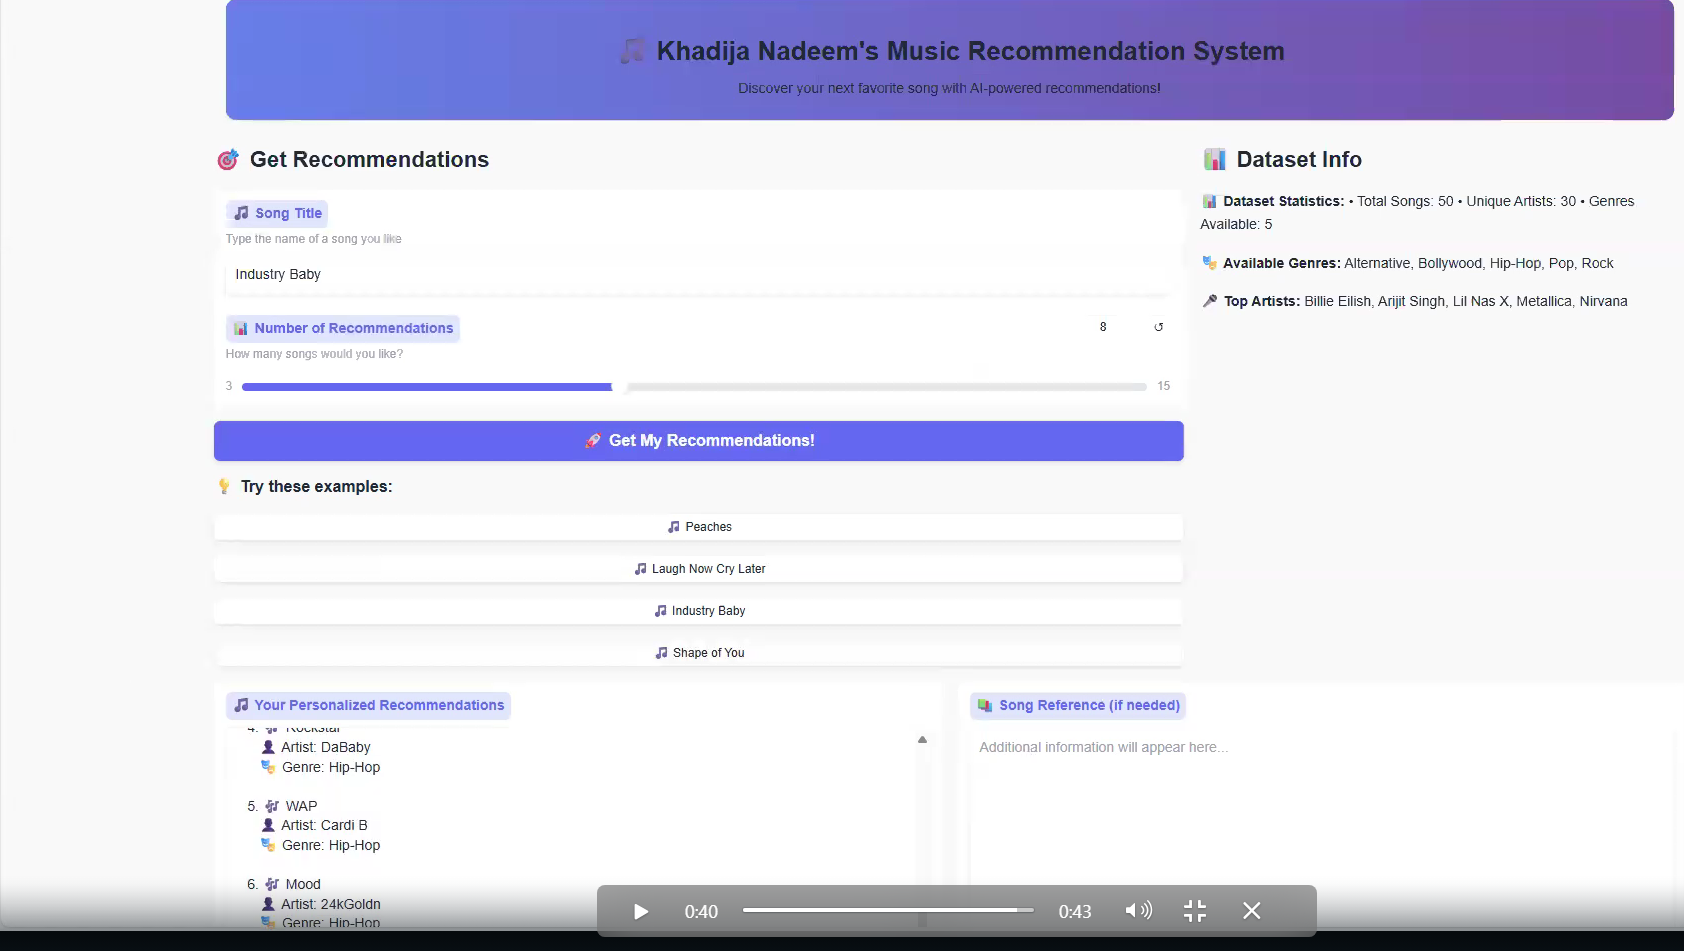 Khadija Nadeem's Music Recommendation System
Discover your next favorite song with AI-powered recommendations!
Get Recommendations
Song Title
Type the name of a song you like
Industry Baby
Number of Recommendations
8
How many songs would you like?
3
15
Get My Recommendations!
Try these examples:
Peaches
Laugh Now Cry Later
Industry Baby
Shape of You
Dataset Info
Dataset Statistics: • Total Songs: 50 • Unique Artists: 30 • Genres
Available: 5
Available Genres: Alternative, Bollywood, Hip-Hop, Pop, Rock
Top Artists: Billie Eilish, Arijit Singh, Lil Nas X, Metallica, Nirvana
Your Personalized Recommendations
4. Rockstar
Artist: DaBaby
Genre: Hip-Hop
5. WAP
Artist: Cardi B
Genre: Hip-Hop
6. Mood
Artist: 24kGoldn
Genre: Hip-Hop
Song Reference (if needed)
Additional information will appear here...
0:40
0:43